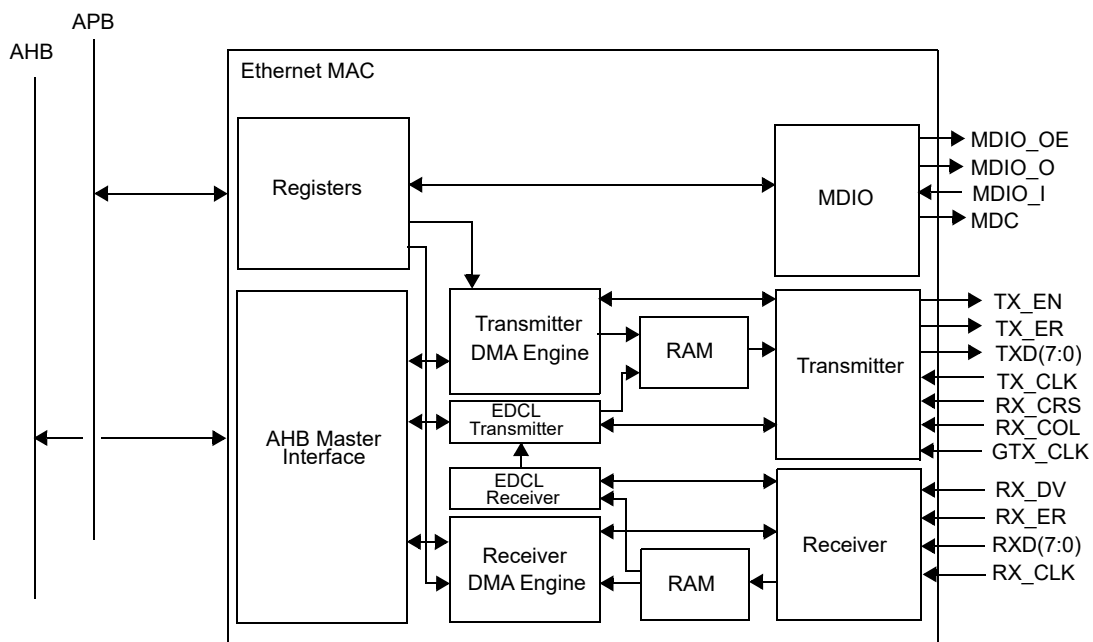 APB
AHB
Ethernet MAC
Registers
MDIO
MDIO_OE
MDIO_O
MDIO_I
MDC
Transmitter
DMA Engine
RAM
Transmitter
TX_EN
TX_ER
TXD(7:0)
TX_CLK
RX_CRS
RX_COL
GTX_CLK
EDCL
Transmitter
AHB Master
Interface
EDCL
Receiver
Receiver
DMA Engine
RAM
Receiver
RX_DV
RX_ER
RXD(7:0)
RX_CLK